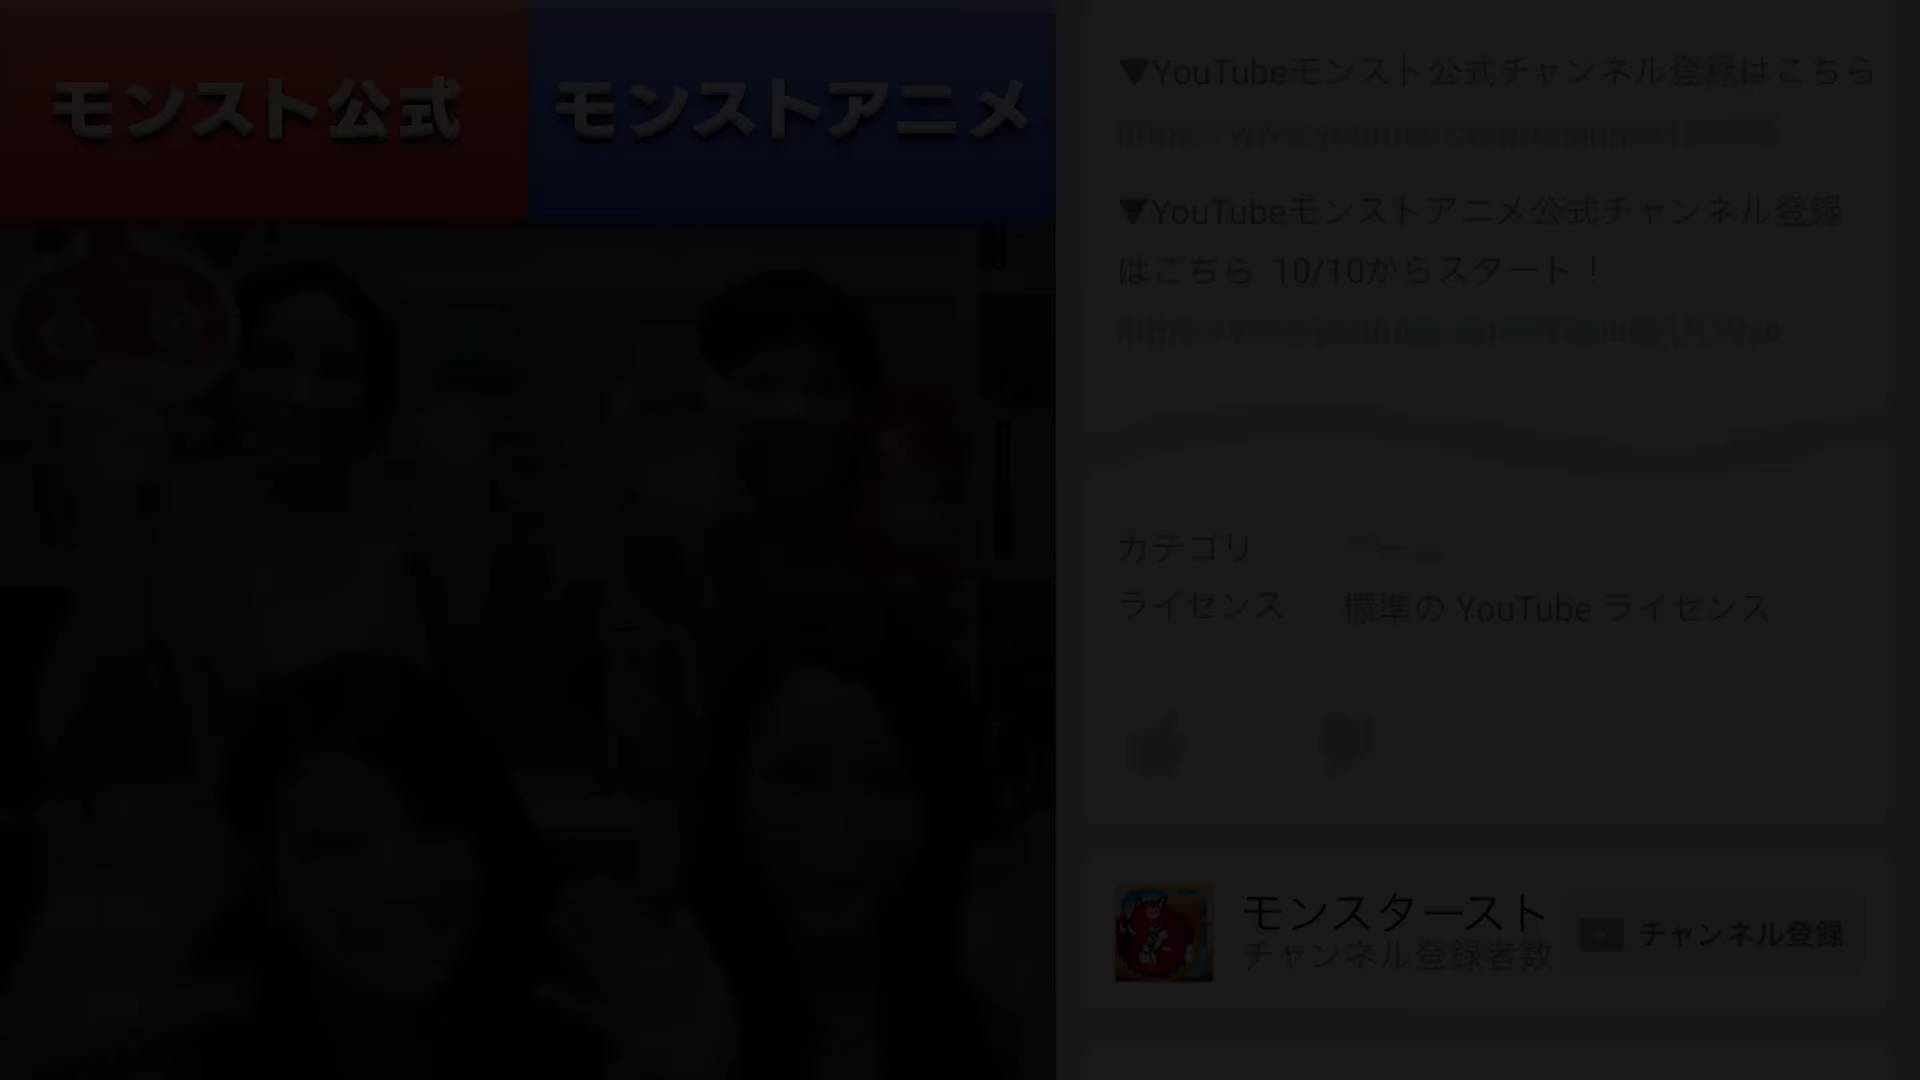 モンスト公式
モンストアニメ
▼YouTubeモンスト公式チャンネル登録はこちら
▼YouTubeモンストアニメ公式チャンネル登録
はこちら 10/10からスタート！
カテゴリ
ライセンス 標準の YouTube ライセンス
モンスタースト
チャンネル登録者数
チャンネル登録